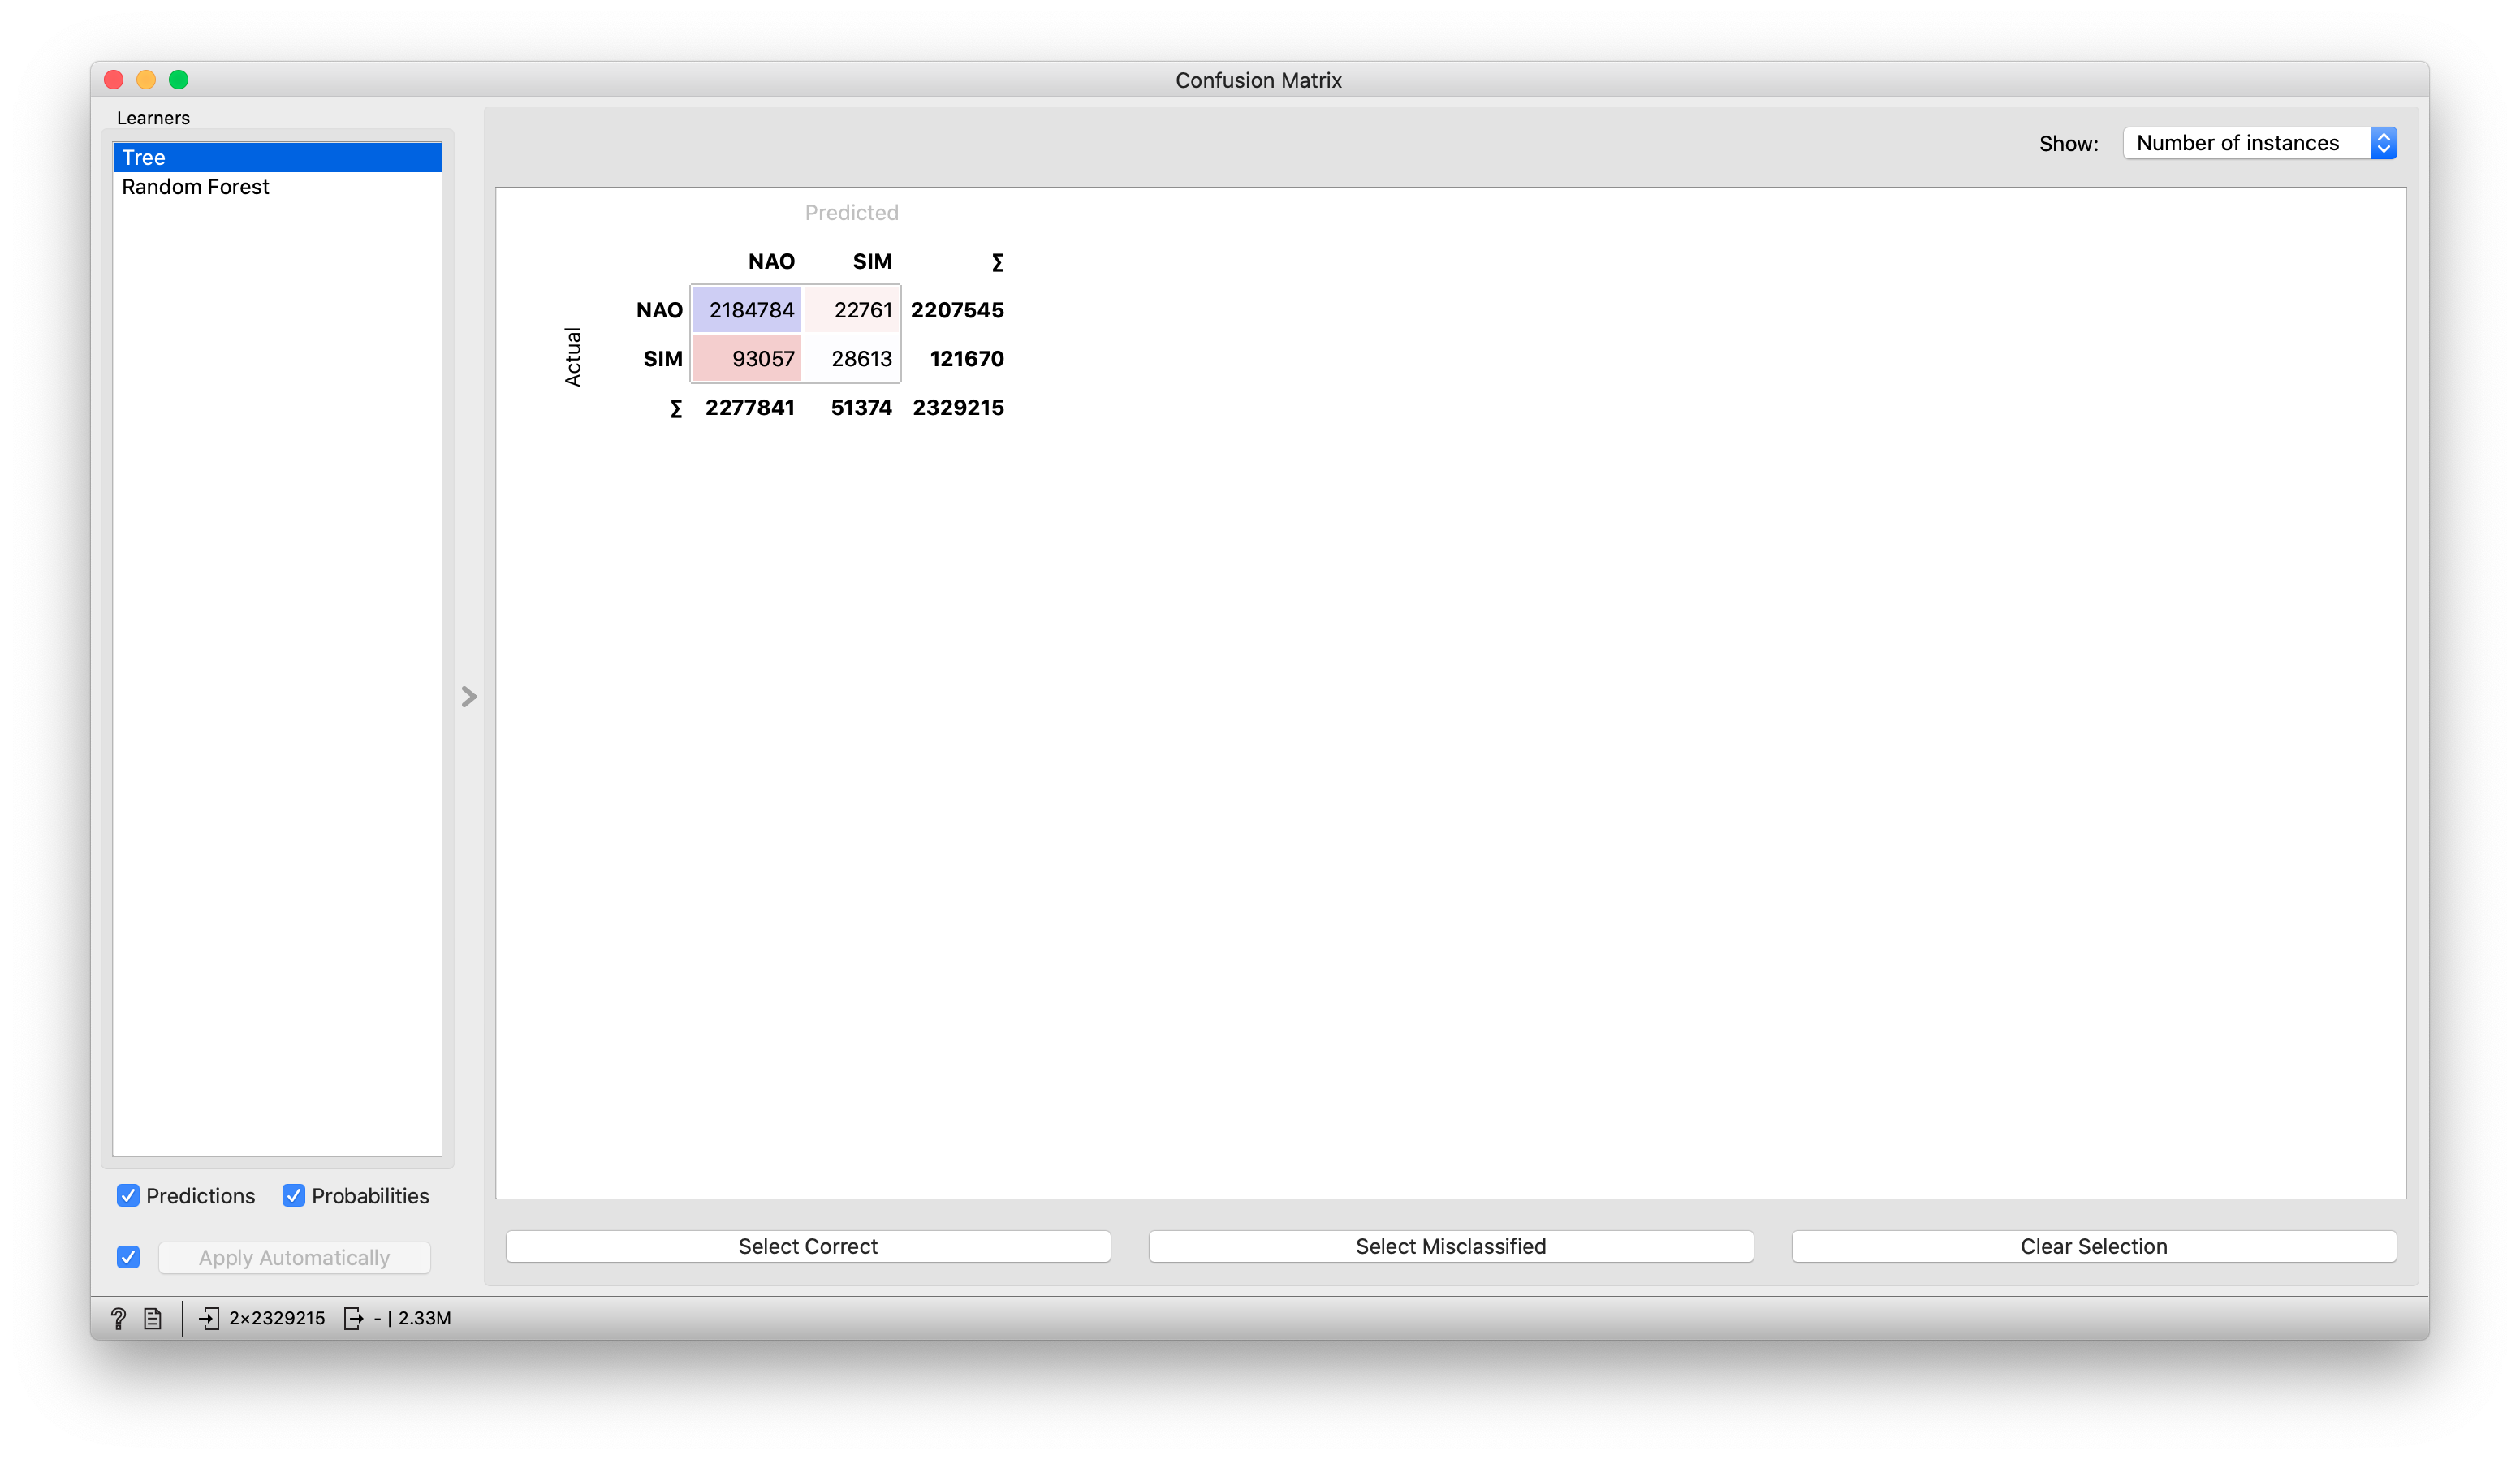 Confusion Matrix
Learners
Tree
Random Forest
Show: Number of instances
Predicted
NAO SIM Σ
Actual
NAO 2184784 22761 2207545
SIM 93057 28613 121670
Σ 2277841 51374 2329215
Predictions Probabilities
Apply Automatically
Select Correct Select Misclassified Clear Selection
? 2×2329215 - | 2.33M